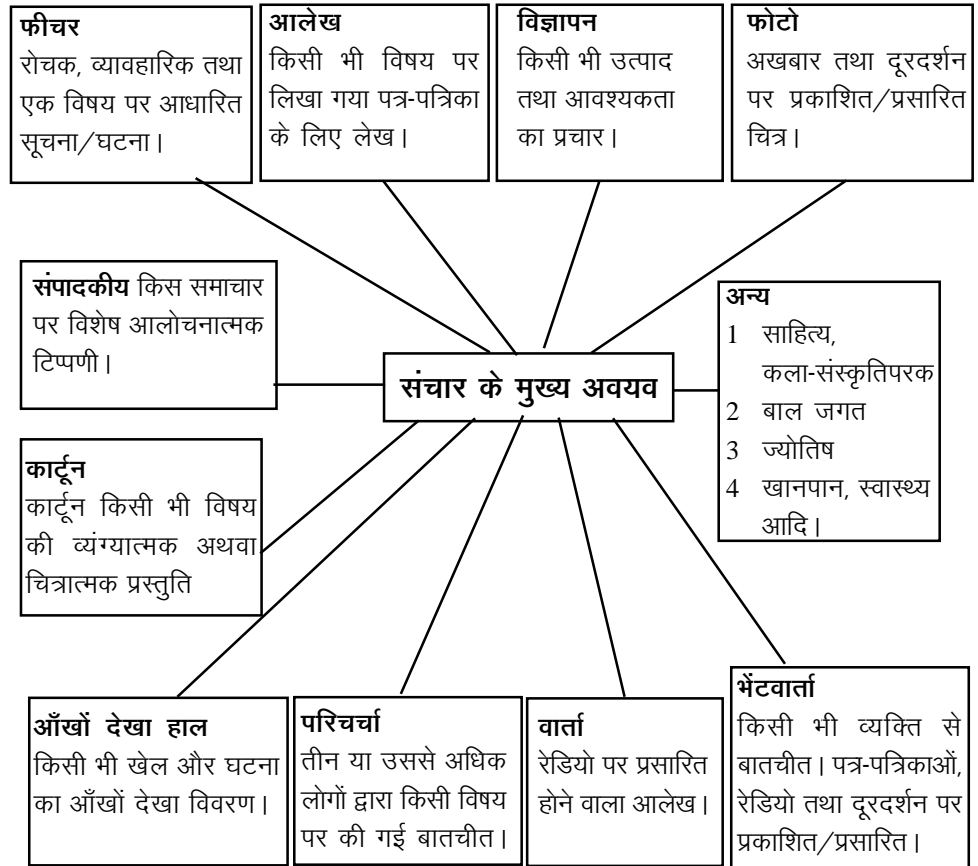 फीचर
रोचक, व्यावहारिक तथा
एक विषय पर आधारित
सूचना/घटना।
आलेख
किसी भी विषय पर
लिखा गया पत्र-पत्रिका
के लिए लेख।
विज्ञापन
किसी भी उत्पाद
तथा आवश्यकता
का प्रचार।
फोटो
अखबार तथा दूरदर्शन
पर प्रकाशित/प्रसारित
चित्र।
संपादकीय किस समाचार
पर विशेष आलोचनात्मक
टिप्पणी।
संचार के मुख्य अवयव
अन्य
1 साहित्य,
कला-संस्कृतिपरक
2 बाल जगत
3 ज्योतिष
4 खानपान, स्वास्थ्य
आदि।
कार्टून
कार्टून किसी भी विषय
की व्यंग्यात्मक अथवा
चित्रात्मक प्रस्तुति
आँखों देखा हाल
किसी भी खेल और घटना
का आँखों देखा विवरण।
परिचर्चा
तीन या उससे अधिक
लोगों द्वारा किसी विषय
पर की गई बातचीत।
वार्ता
रेडियो पर प्रसारित
होने वाला आलेख।
भेंटवार्ता
किसी भी व्यक्ति से
बातचीत। पत्र-पत्रिकाओं,
रेडियो तथा दूरदर्शन पर
प्रकाशित/प्रसारित।